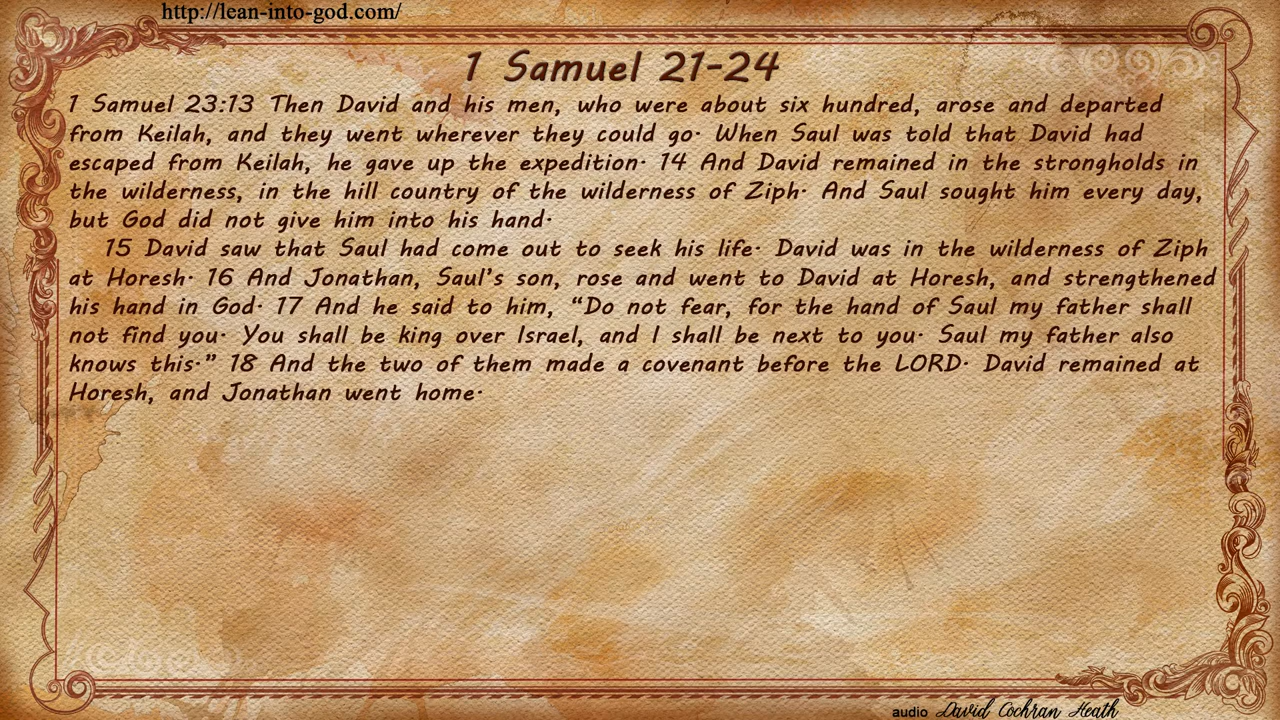 http://lean-into-god.com/
1 Samuel 21-24
1 Samuel 23:13 Then David and his men, who were about six hundred, arose and departed
from Keilah, and they went wherever they could go. When Saul was told that David had
escaped from Keilah, he gave up the expedition. 14 And David remained in the strongholds in
the wilderness, in the hill country of the wilderness of Ziph. And Saul sought him every day,
but God did not give him into his hand.
15 David saw that Saul had come out to seek his life. David was in the wilderness of Ziph
at Horesh. 16 And Jonathan, Saul’s son, rose and went to David at Horesh, and strengthened
his hand in God. 17 And he said to him, “Do not fear, for the hand of Saul my father shall
not find you. You shall be king over Israel, and I shall be next to you. Saul my father also
knows this.” 18 And the two of them made a covenant before the LORD. David remained at
Horesh, and Jonathan went home.
audio David Cochran Heath